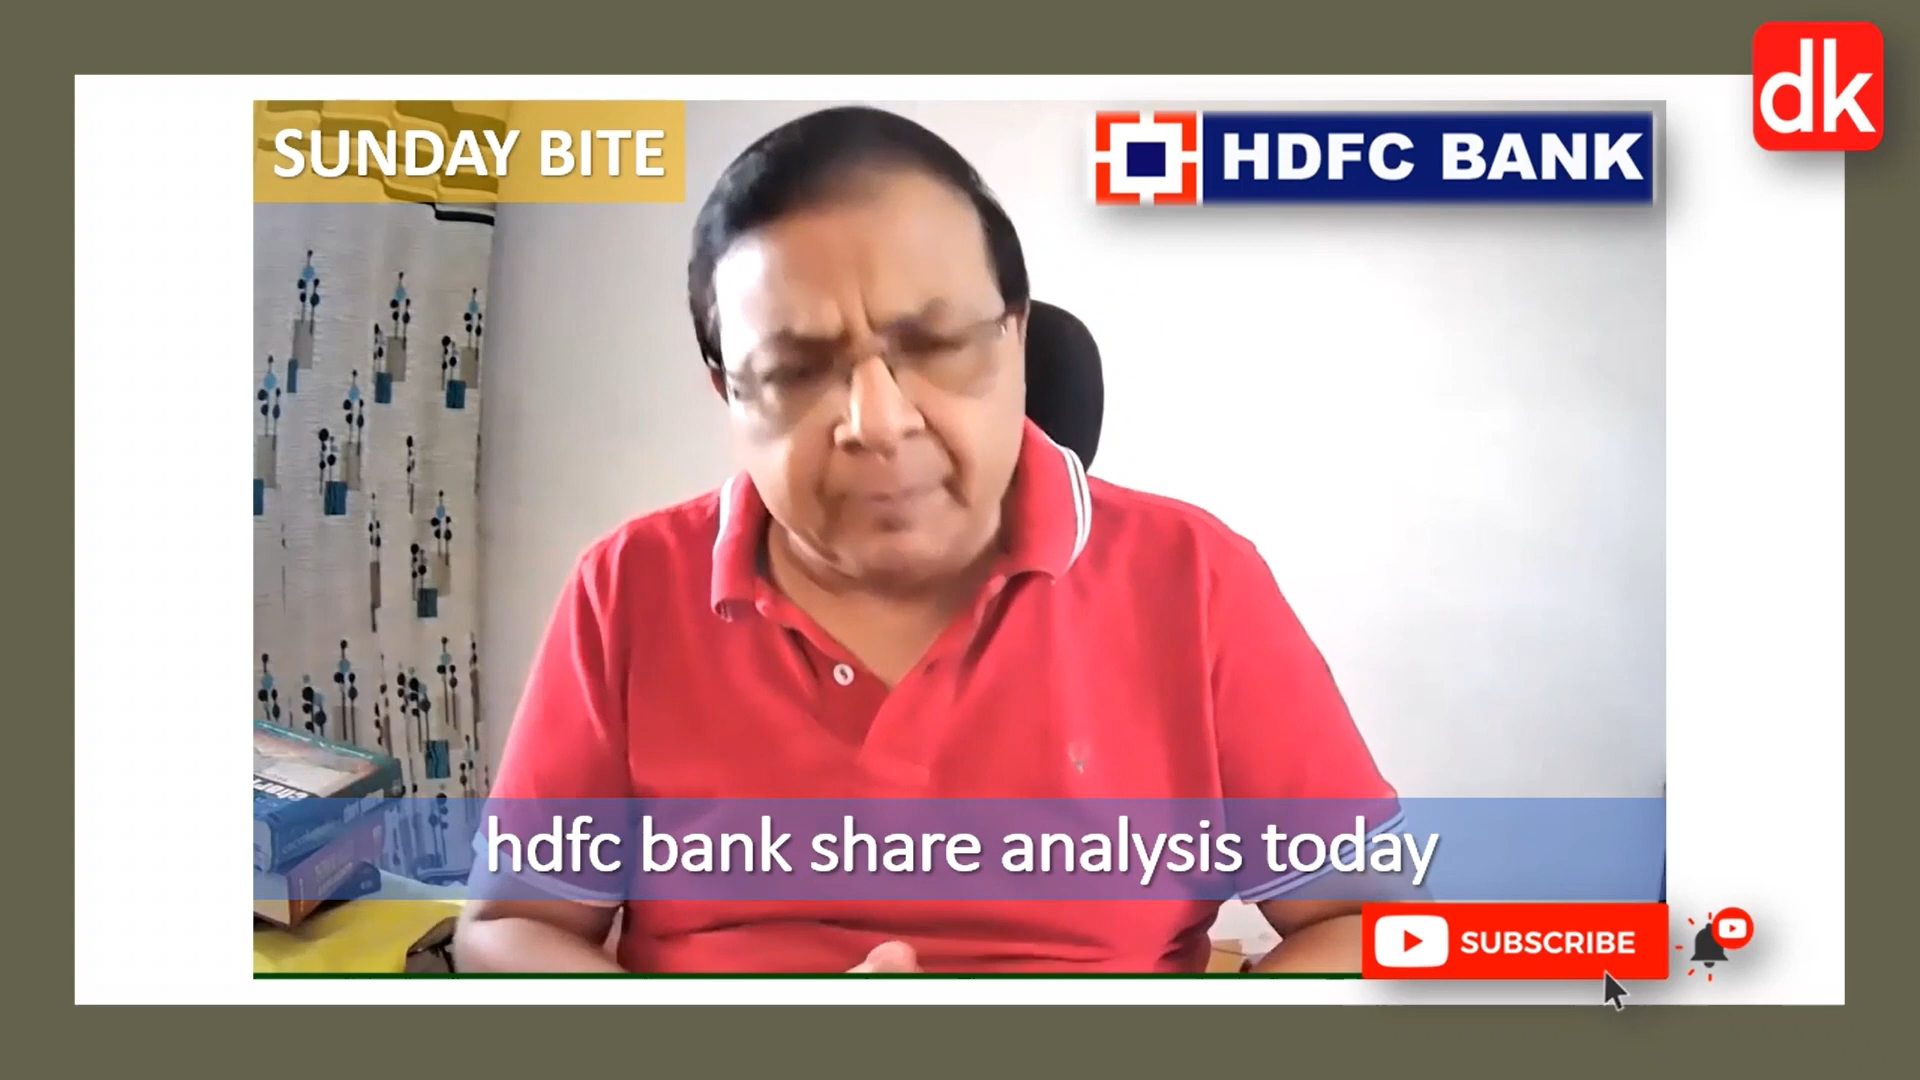 dk
SUNDAY BITE
HDFC BANK
hdfc bank share analysis today
SUBSCRIBE